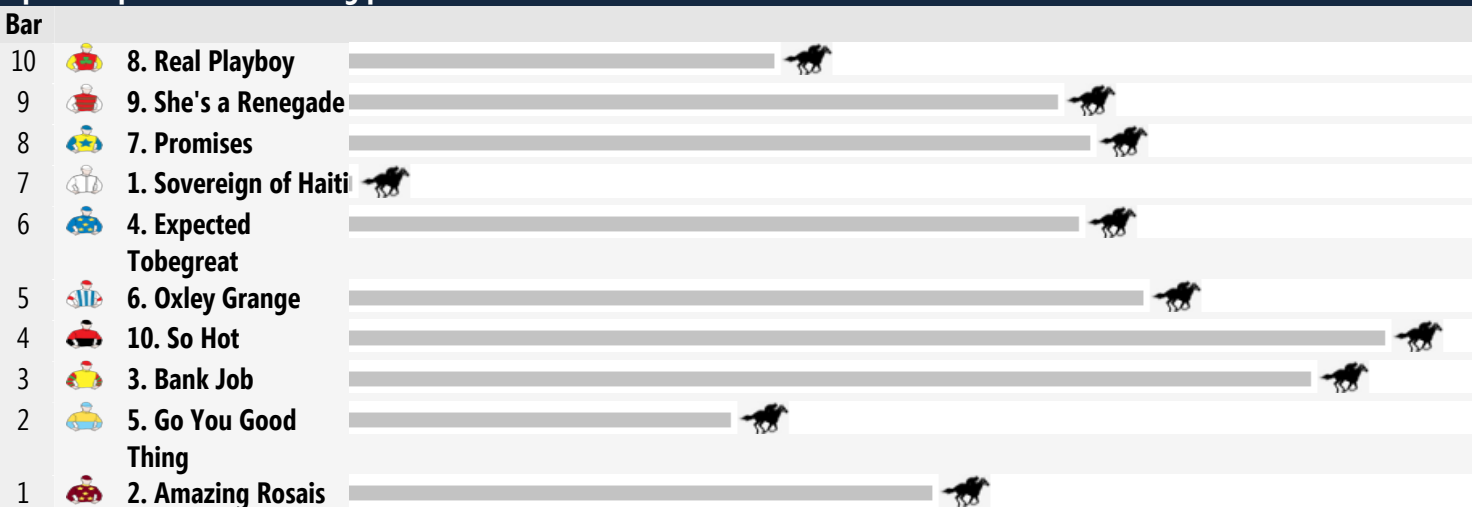 Bar
10 8. Real Playboy
9 9. She's a Renegade
8 7. Promises
7 1. Sovereign of Haiti
6 4. Expected
Tobegreat
5 6. Oxley Grange
4 10. So Hot
3 3. Bank Job
2 5. Go You Good
Thing
1 2. Amazing Rosais